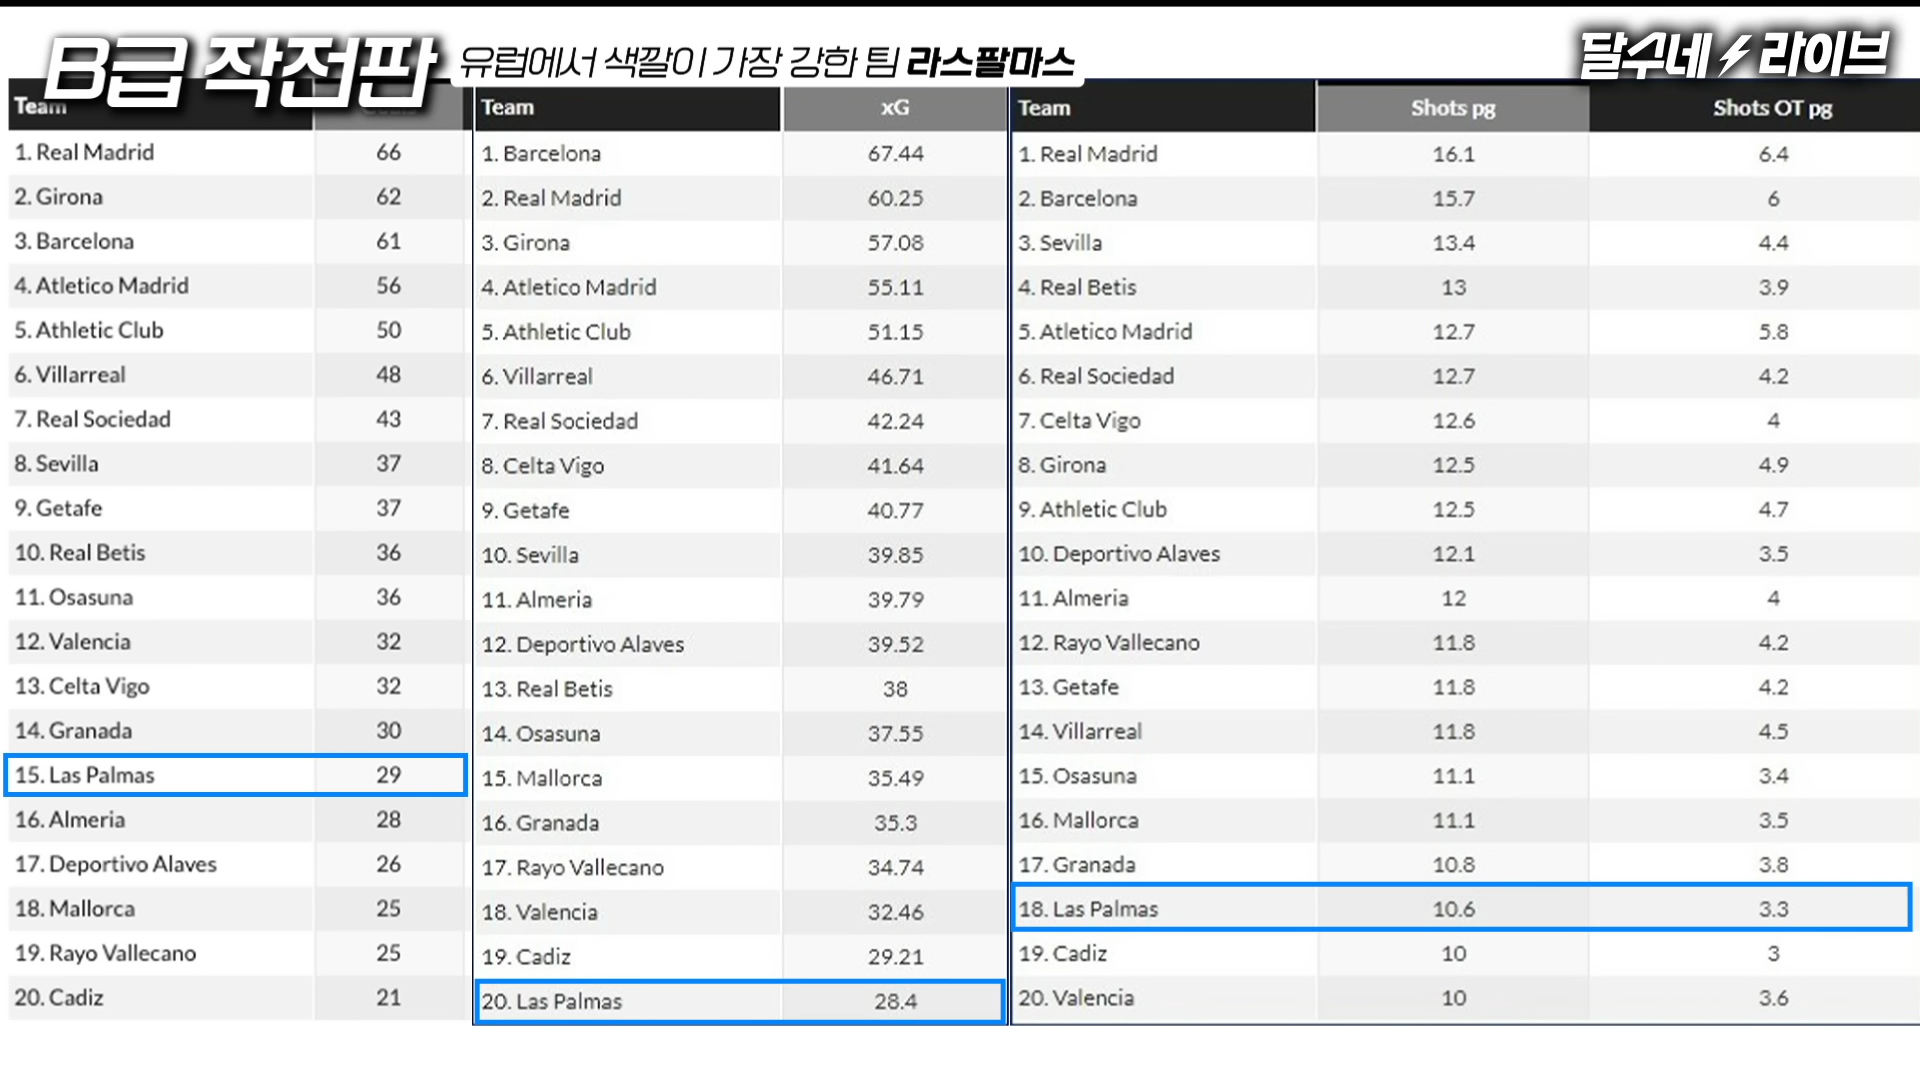 B급 작전판 유럽에서 색깔이 가장 강한 팀 라스팔마스
달수네 라이브
Team
1. Real Madrid 66
2. Girona 62
3. Barcelona 61
4. Atletico Madrid 56
5. Athletic Club 50
6. Villarreal 48
7. Real Sociedad 43
8. Sevilla 37
9. Getafe 37
10. Real Betis 36
11. Osasuna 36
12. Valencia 32
13. Celta Vigo 32
14. Granada 30
15. Las Palmas 29
16. Almeria 28
17. Deportivo Alaves 26
18. Mallorca 25
19. Rayo Vallecano 25
20. Cadiz 21
Team xG
1. Barcelona 67.44
2. Real Madrid 60.25
3. Girona 57.08
4. Atletico Madrid 55.11
5. Athletic Club 51.15
6. Villarreal 46.71
7. Real Sociedad 42.24
8. Celta Vigo 41.64
9. Getafe 40.77
10. Sevilla 39.85
11. Almeria 39.79
12. Deportivo Alaves 39.52
13. Real Betis 38
14. Osasuna 37.55
15. Mallorca 35.49
16. Granada 35.3
17. Rayo Vallecano 34.74
18. Valencia 32.46
19. Cadiz 29.21
20. Las Palmas 28.4
Team Shots pg Shots OT pg
1. Real Madrid 16.1 6.4
2. Barcelona 15.7 6
3. Sevilla 13.4 4.4
4. Real Betis 13 3.9
5. Atletico Madrid 12.7 5.8
6. Real Sociedad 12.7 4.2
7. Celta Vigo 12.6 4
8. Girona 12.5 4.9
9. Athletic Club 12.5 4.7
10. Deportivo Alaves 12.1 3.5
11. Almeria 12 4
12. Rayo Vallecano 11.8 4.2
13. Getafe 11.8 4.2
14. Villarreal 11.8 4.5
15. Osasuna 11.1 3.4
16. Mallorca 11.1 3.5
17. Granada 10.8 3.8
18. Las Palmas 10.6 3.3
19. Cadiz 10 3
20. Valencia 10 3.6